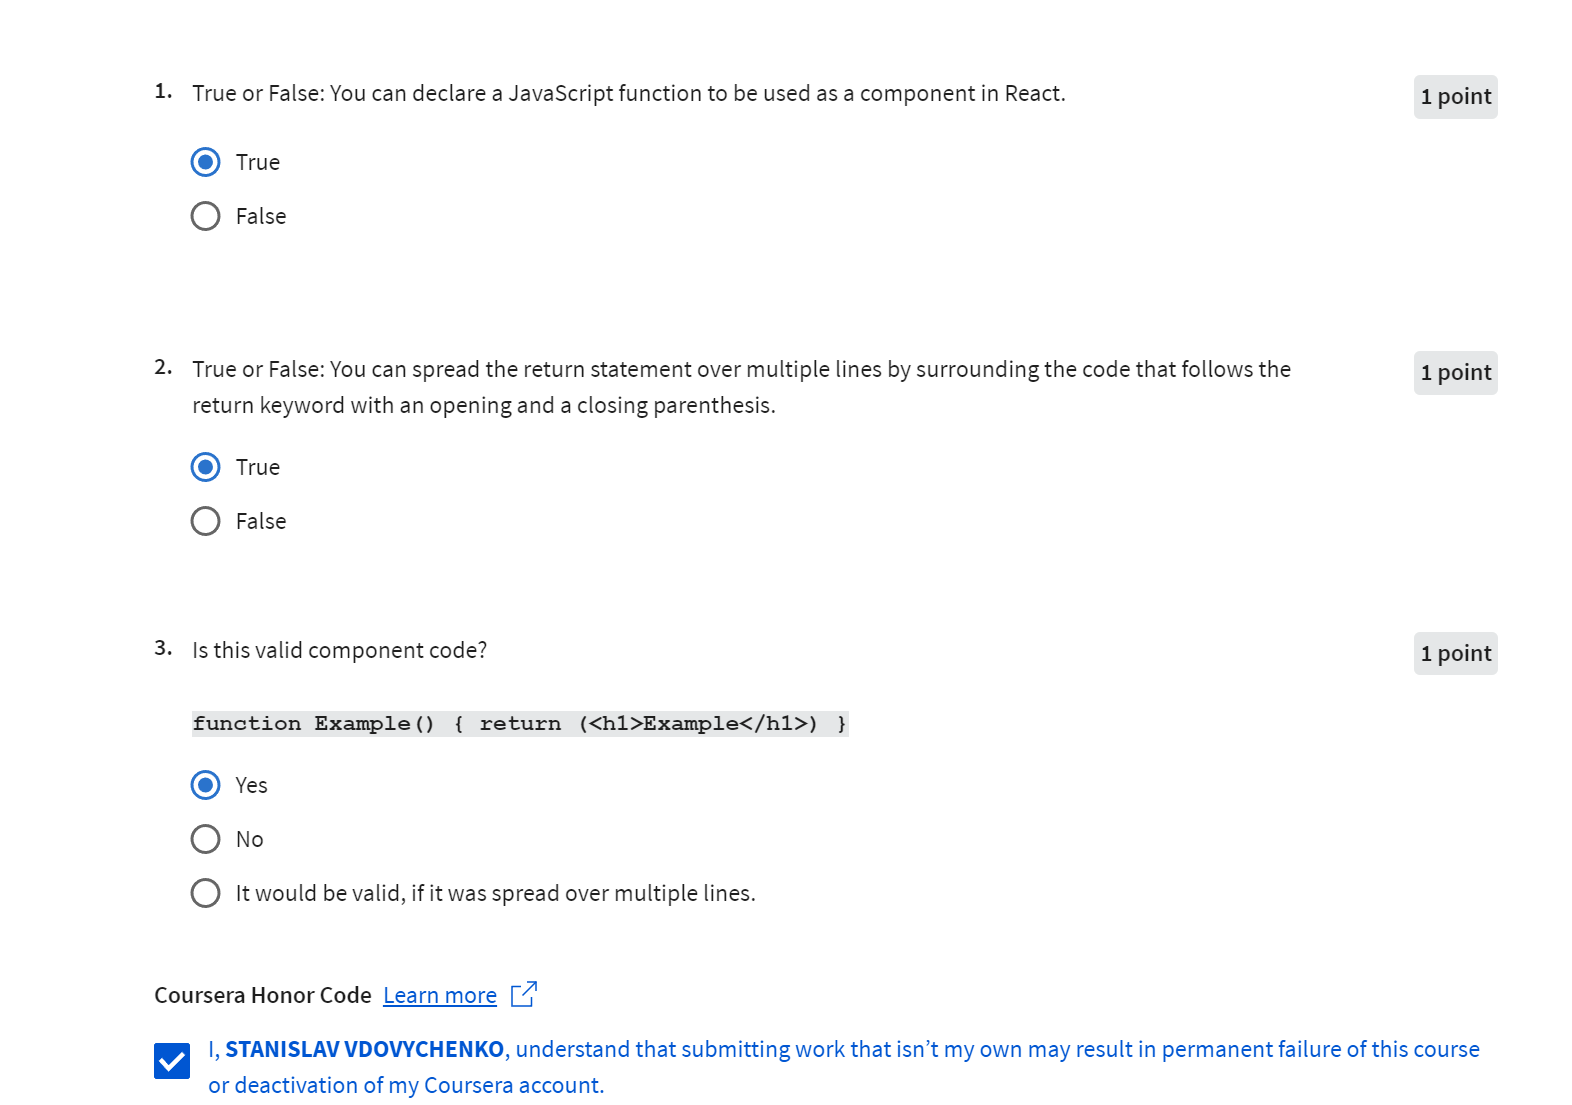 1. True or False: You can declare a JavaScript function to be used as a component in React.
1 point
True
False
2. True or False: You can spread the return statement over multiple lines by surrounding the code that follows the
return keyword with an opening and a closing parenthesis.
1 point
True
False
3. Is this valid component code?
1 point
function Example() { return (<h1>Example</h1>) }
Yes
No
It would be valid, if it was spread over multiple lines.
Coursera Honor Code Learn more
I, STANISLAV VDOVYCHENKO, understand that submitting work that isn’t my own may result in permanent failure of this course
or deactivation of my Coursera account.